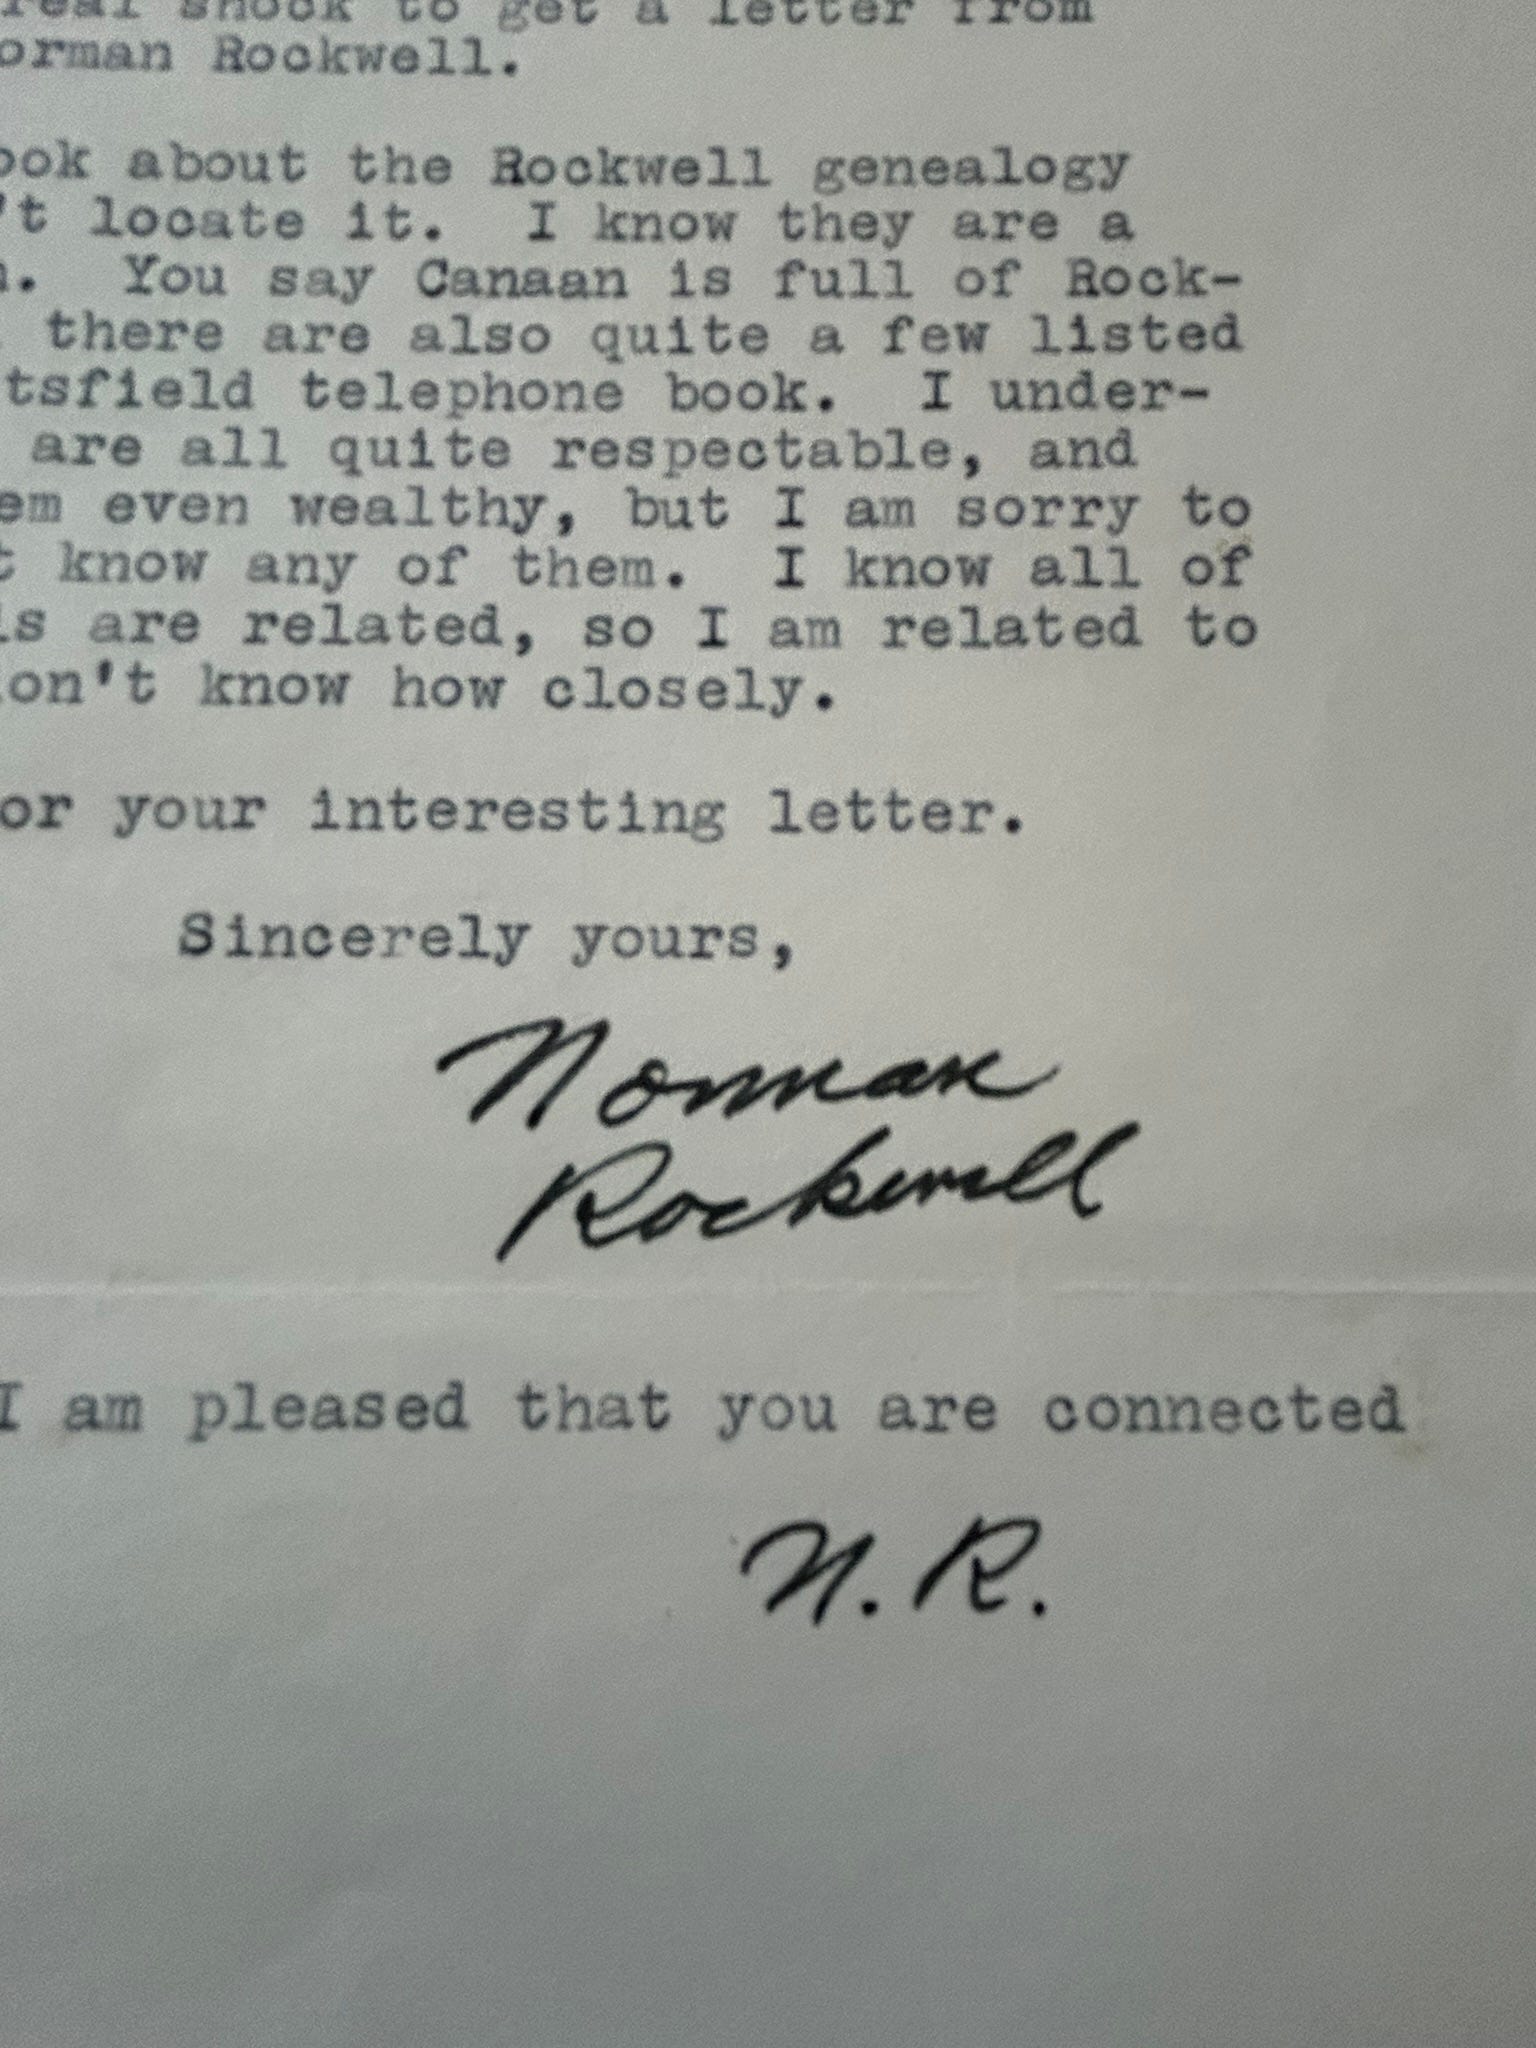 real shock to get a letter from
orman Rockwell.
ook about the Rockwell genealogy
't locate it.  I know they are a
.  You say Canaan is full of Rock-
there are also quite a few listed
tsfield telephone book.  I under-
are all quite respectable, and
em even wealthy, but I am sorry to
t know any of them.  I know all of
ls are related, so I am related to
on't know how closely.
or your interesting letter.
Sincerely yours,
Norman
Rockwell
I am pleased that you are connected
N. R.